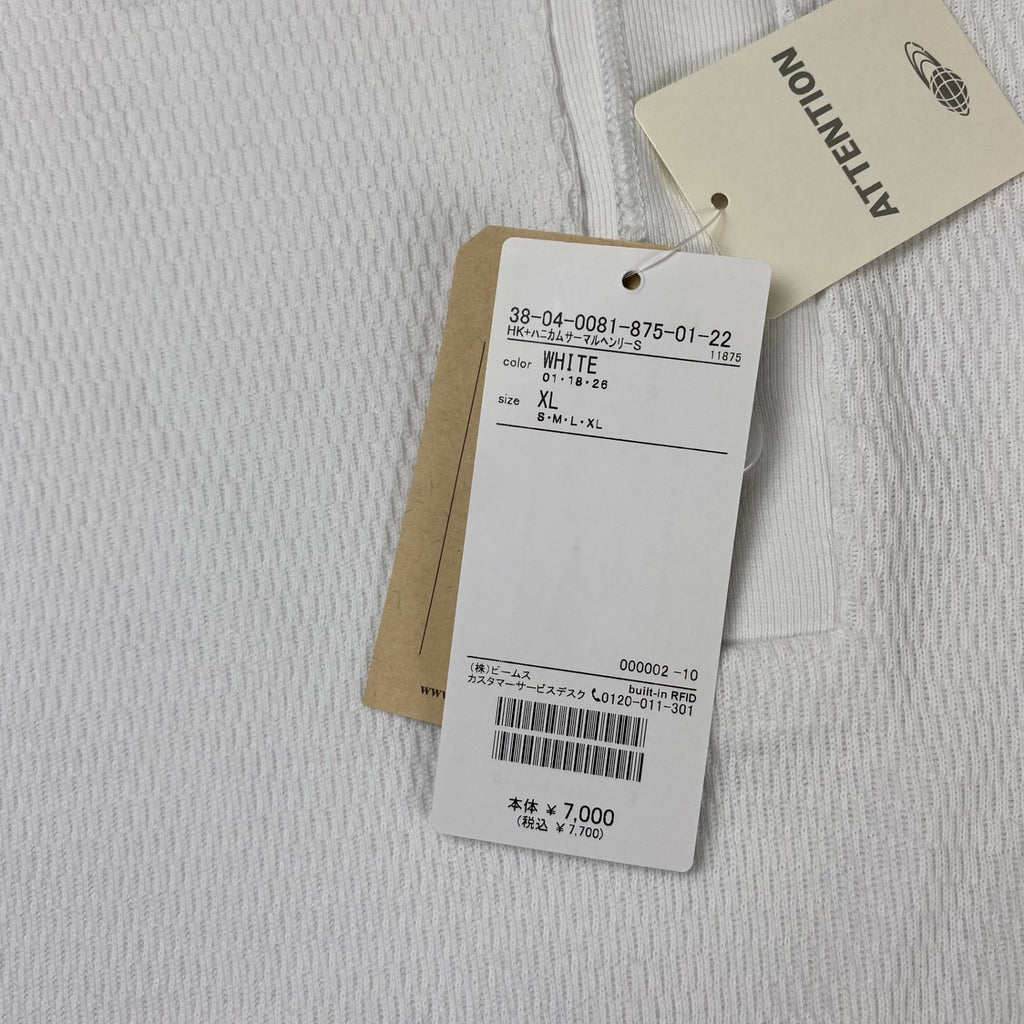 ATTENTION
38-04-0081-875-01-22
HK+ハニカムサーマルヘンリーS
11875
color WHITE
01・18・26
size XL
S・M・L・XL
000002 -10
(株)ビームス
built-in RFID
カスタマーサービスデスク 0120-011-301
本体 ¥ 7,000
(税込 ¥ 7,700)
www